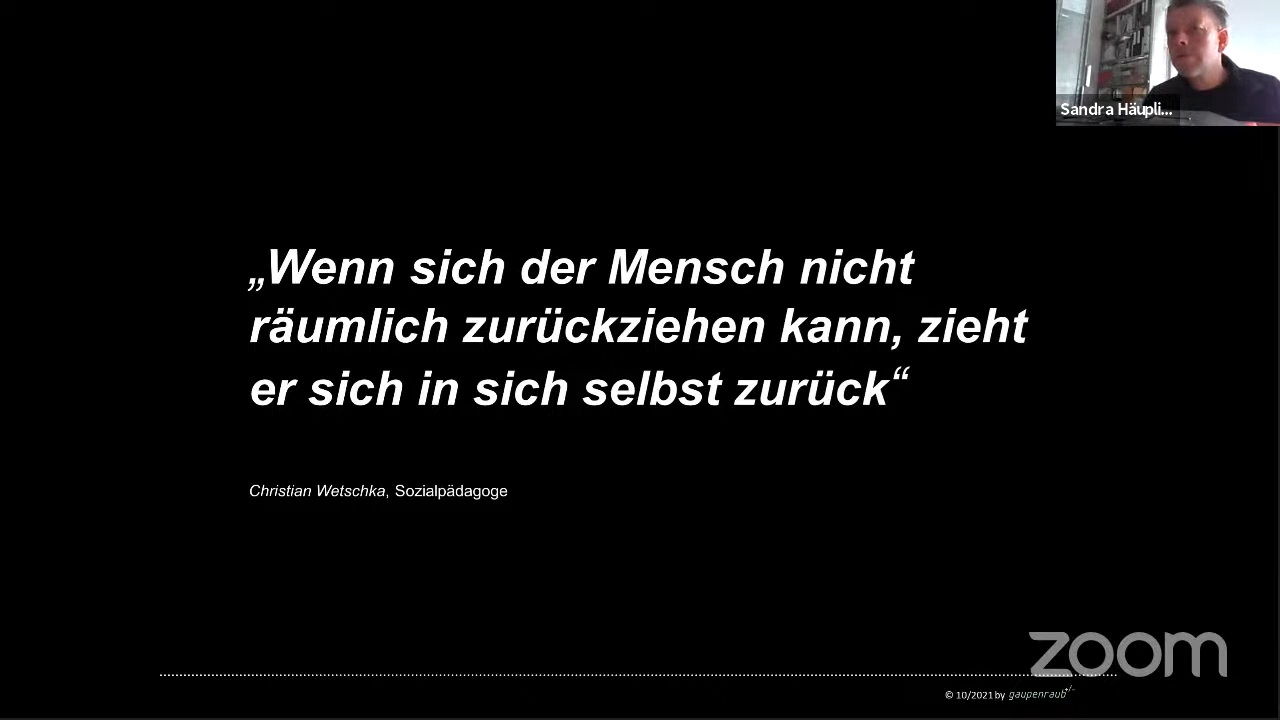 Sandra Häupli...
„Wenn sich der Mensch nicht
räumlich zurückziehen kann, zieht
er sich in sich selbst zurück“
Christian Wetschka, Sozialpädagoge
zoom
© 10/2021 by gaupenraub+/-